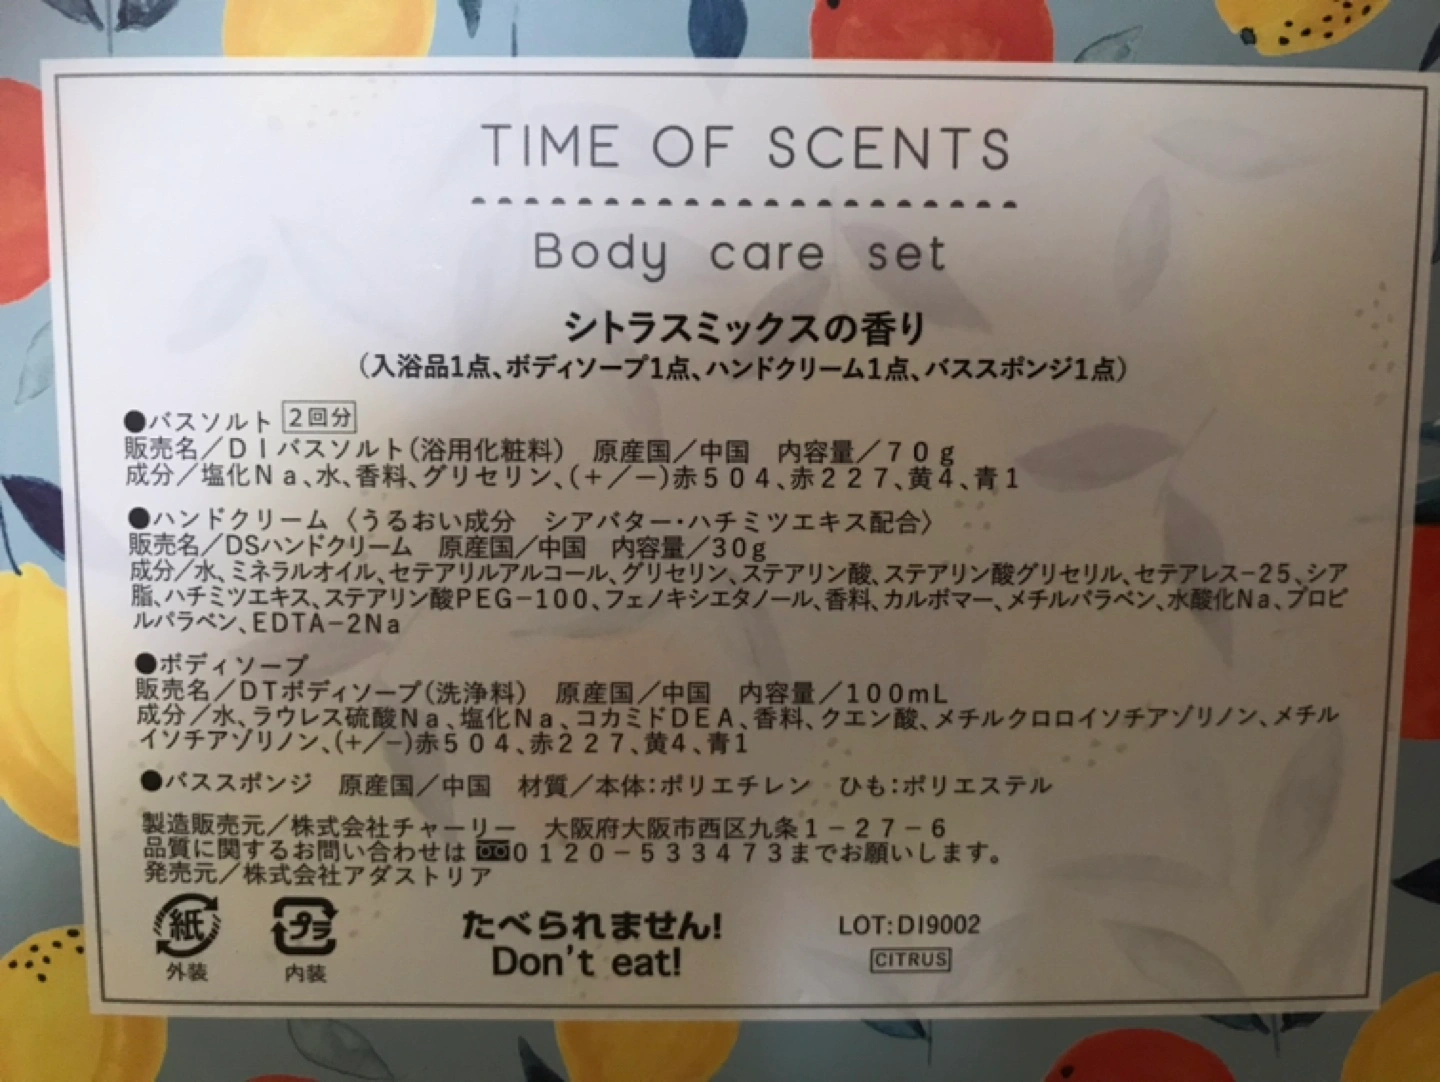 TIME OF SCENTS
Body care set
シトラスミックスの香り
（入浴品1点、ボディソープ1点、ハンドクリーム1点、バススポンジ1点）
●バスソルト 2回分
販売名／ＤＩバスソルト（浴用化粧料）　原産国／中国　内容量／７０ｇ
成分／塩化Ｎａ、水、香料、グリセリン、（＋／－）赤５０４、赤２２７、黄4、青1
●ハンドクリーム〈うるおい成分　シアバター・ハチミツエキス配合〉
販売名／DSハンドクリーム　原産国／中国　内容量／30g
成分／水、ミネラルオイル、セテアリルアルコール、グリセリン、ステアリン酸、ステアリン酸グリセリル、セテアレス−25、シア
脂、ハチミツエキス、ステアリン酸PEG−100、フェノキシエタノール、香料、カルボマー、メチルパラベン、水酸化Na、プロピ
ルパラベン、EDTA−2Na
●ボディソープ
販売名／DTボディソープ（洗浄料）　原産国／中国　内容量／100mL
成分／水、ラウレス硫酸Ｎａ、塩化Ｎａ、コカミドＤＥＡ、香料、クエン酸、メチルクロロイソチアゾリノン、メチル
イソチアゾリノン、（＋／−）赤５０４、赤２２７、黄4、青1
●バススポンジ　原産国／中国　材質／本体：ポリエチレン　ひも：ポリエステル
製造販売元／株式会社チャーリー　大阪府大阪市西区九条１－２７－６
品質に関するお問い合わせは０１２０－５３３４７３までお願いします。
発売元／株式会社アダストリア
紙 プラ たべられません! LOT:DI9002
外装 内装 Don't eat! CITRUS